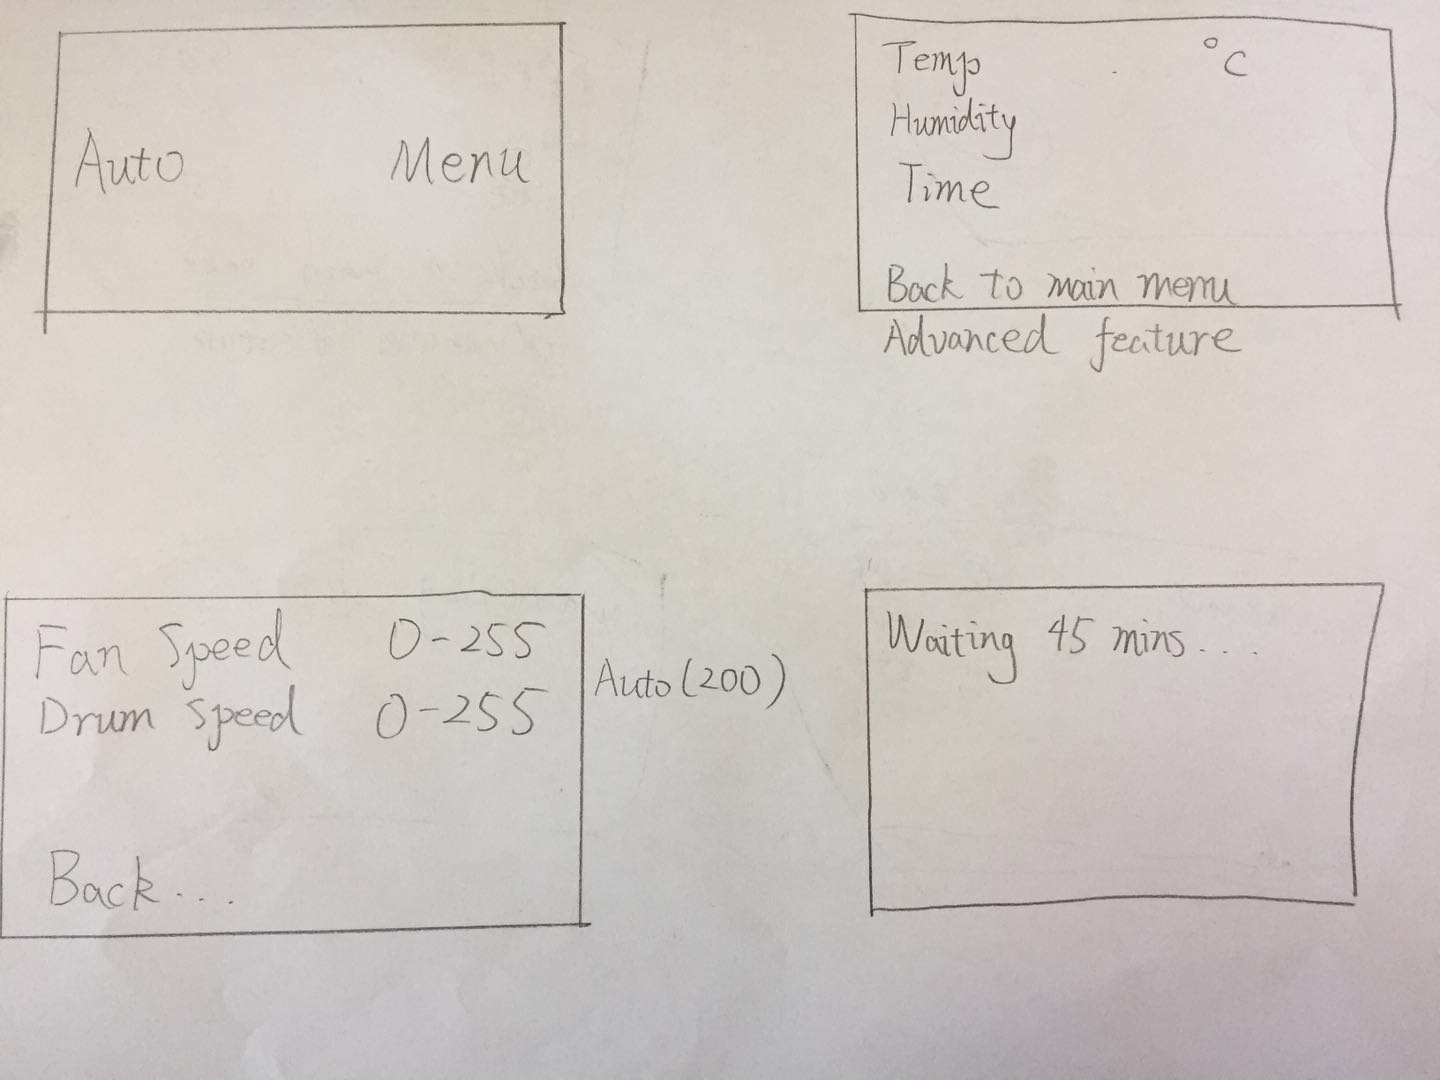 Auto Menu
Temp °C
Humidity
Time
Back to main menu
Advanced feature
Fan Speed 0-255
Drum Speed 0-255
Auto (200)
Back...
Waiting 45 mins...